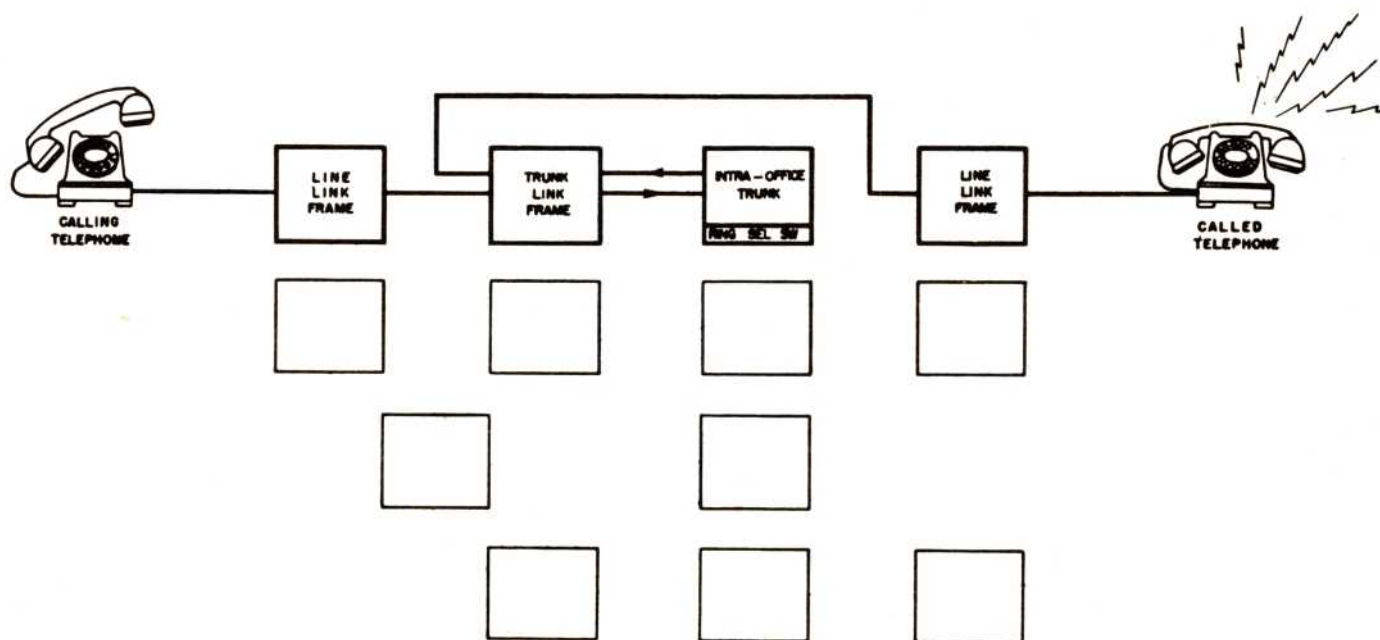 LINE
LINK
FRAME
TRUNK
LINK
FRAME
INTRA-OFFICE
TRUNK
RING SEL SW
LINE
LINK
FRAME
CALLING
TELEPHONE
CALLED
TELEPHONE